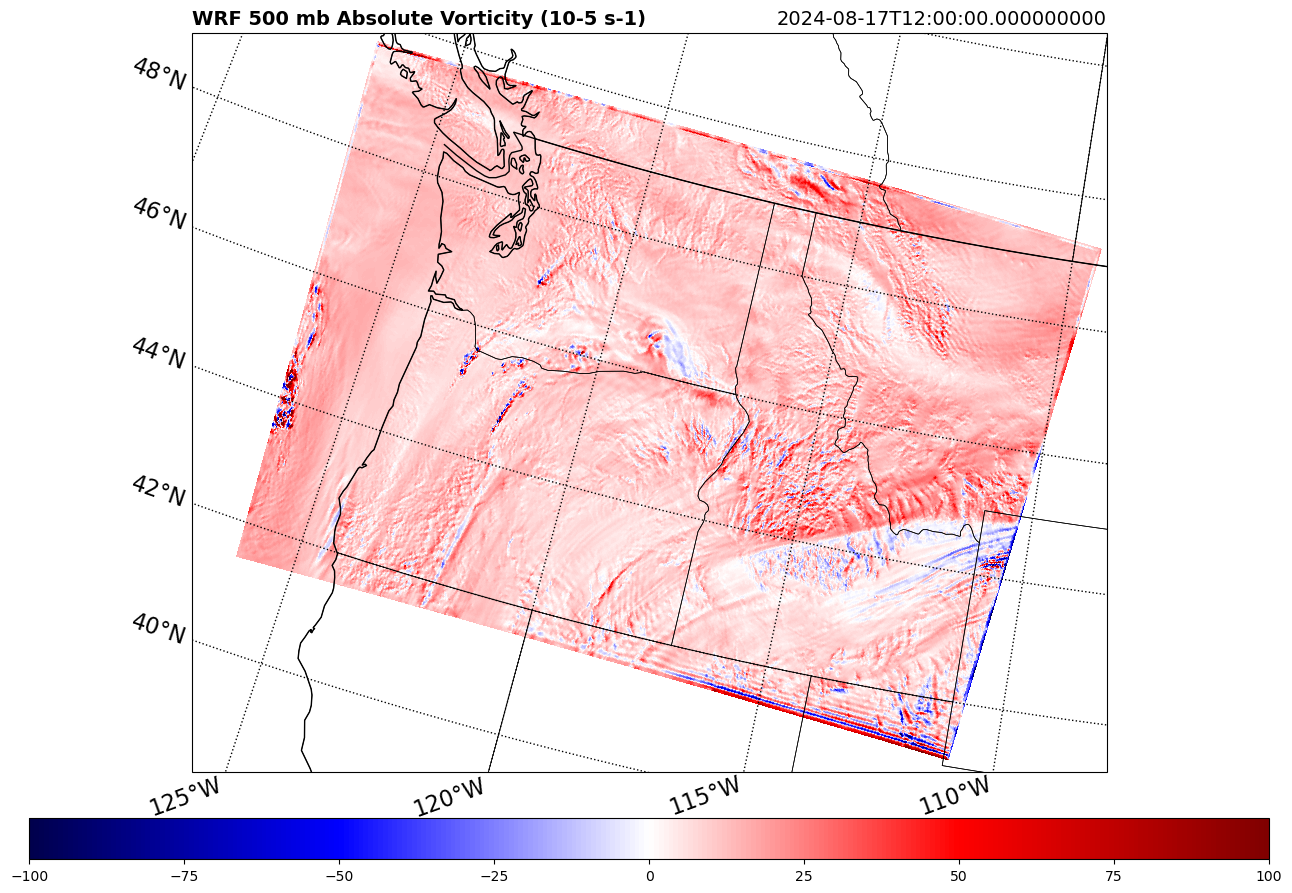 WRF 500 mb Absolute Vorticity (10-5 s-1)
2024-08-17T12:00:00.000000000
48°N
46°N
44°N
42°N
40°N
125°W
120°W
115°W
110°W
−100
−75
−50
−25
0
25
50
75
100